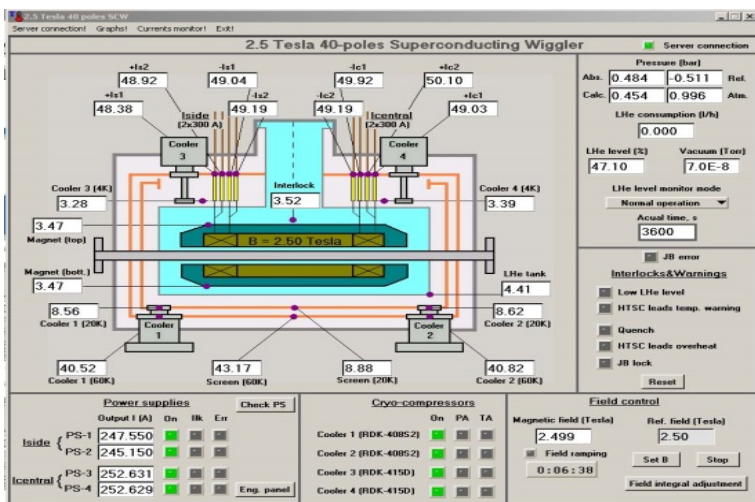 2.5 Tesla 40 poles SCW
Server connection! Graphs! Currents monitor! Exit!
2.5 Tesla 40-poles Superconducting Wiggler
Server connection
+Is2 -Is1 -Ic1 +Ic2
48.92 49.04 49.92 50.10
+Is1 -Is2 -Ic2 +Ic1
48.38 49.19 49.19 49.03
Iside (2x300 A)
Icentral (2x300 A)
Cooler 3
Cooler 4
Cooler 3 (4K)
3.28
Interlock
3.52
Cooler 4 (4K)
3.39
3.47
Magnet (top)
B = 2.50 Tesla
Magnet (bott.)
3.47
LHe tank
4.41
8.56
Cooler 1 (20K)
8.62
Cooler 2 (20K)
Cooler 1
Cooler 2
40.52 43.17 8.88 40.82
Cooler 1 (60K) Screen (60K) Screen (20K) Cooler 2 (60K)
Pressure (bar)
Abs. 0.484 -0.511 Ref.
Calc. 0.454 0.996 Atm.
LHe consumption (l/h)
0.000
LHe level (%) Vacuum (Torr)
47.10 7.0E-8
LHe level monitor mode
Normal operation
Acual time, s
3600
JB error
Interlocks&Warnings
Low LHe level
HTSC leads temp. warning
Quench
HTSC leads overheat
JB lock
Reset
Power supplies Check PS
Output I (A) On Ilk Err
Iside
PS-1 247.550
PS-2 245.150
Icentral
PS-3 252.631
PS-4 252.629
Eng. panel
Cryo-compressors
On PA TA
Cooler 1 (RDK-408S2)
Cooler 2 (RDK-408S2)
Cooler 3 (RDK-415D)
Cooler 4 (RDK-415D)
Field control
Magnetic field (Tesla) Ref. field (Tesla)
2.499 2.50
Field ramping
0:06:38
Set B Stop
Field integral adjustment